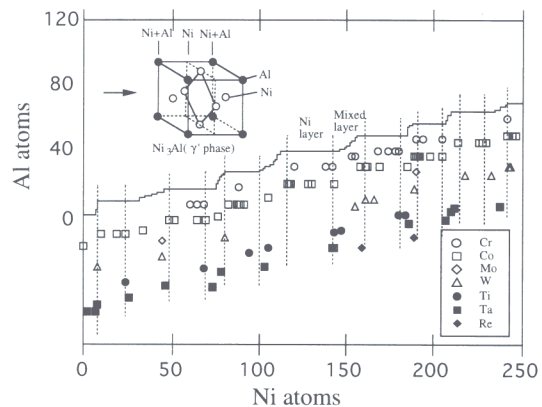 120
80
40
0
Al atoms
Ni+Al Ni Ni+Al
Al
Ni
Ni3Al( γ' phase)
Ni
layer
Mixed
layer
Cr
Co
Mo
W
Ti
Ta
Re
0 50 100 150 200 250
Ni atoms